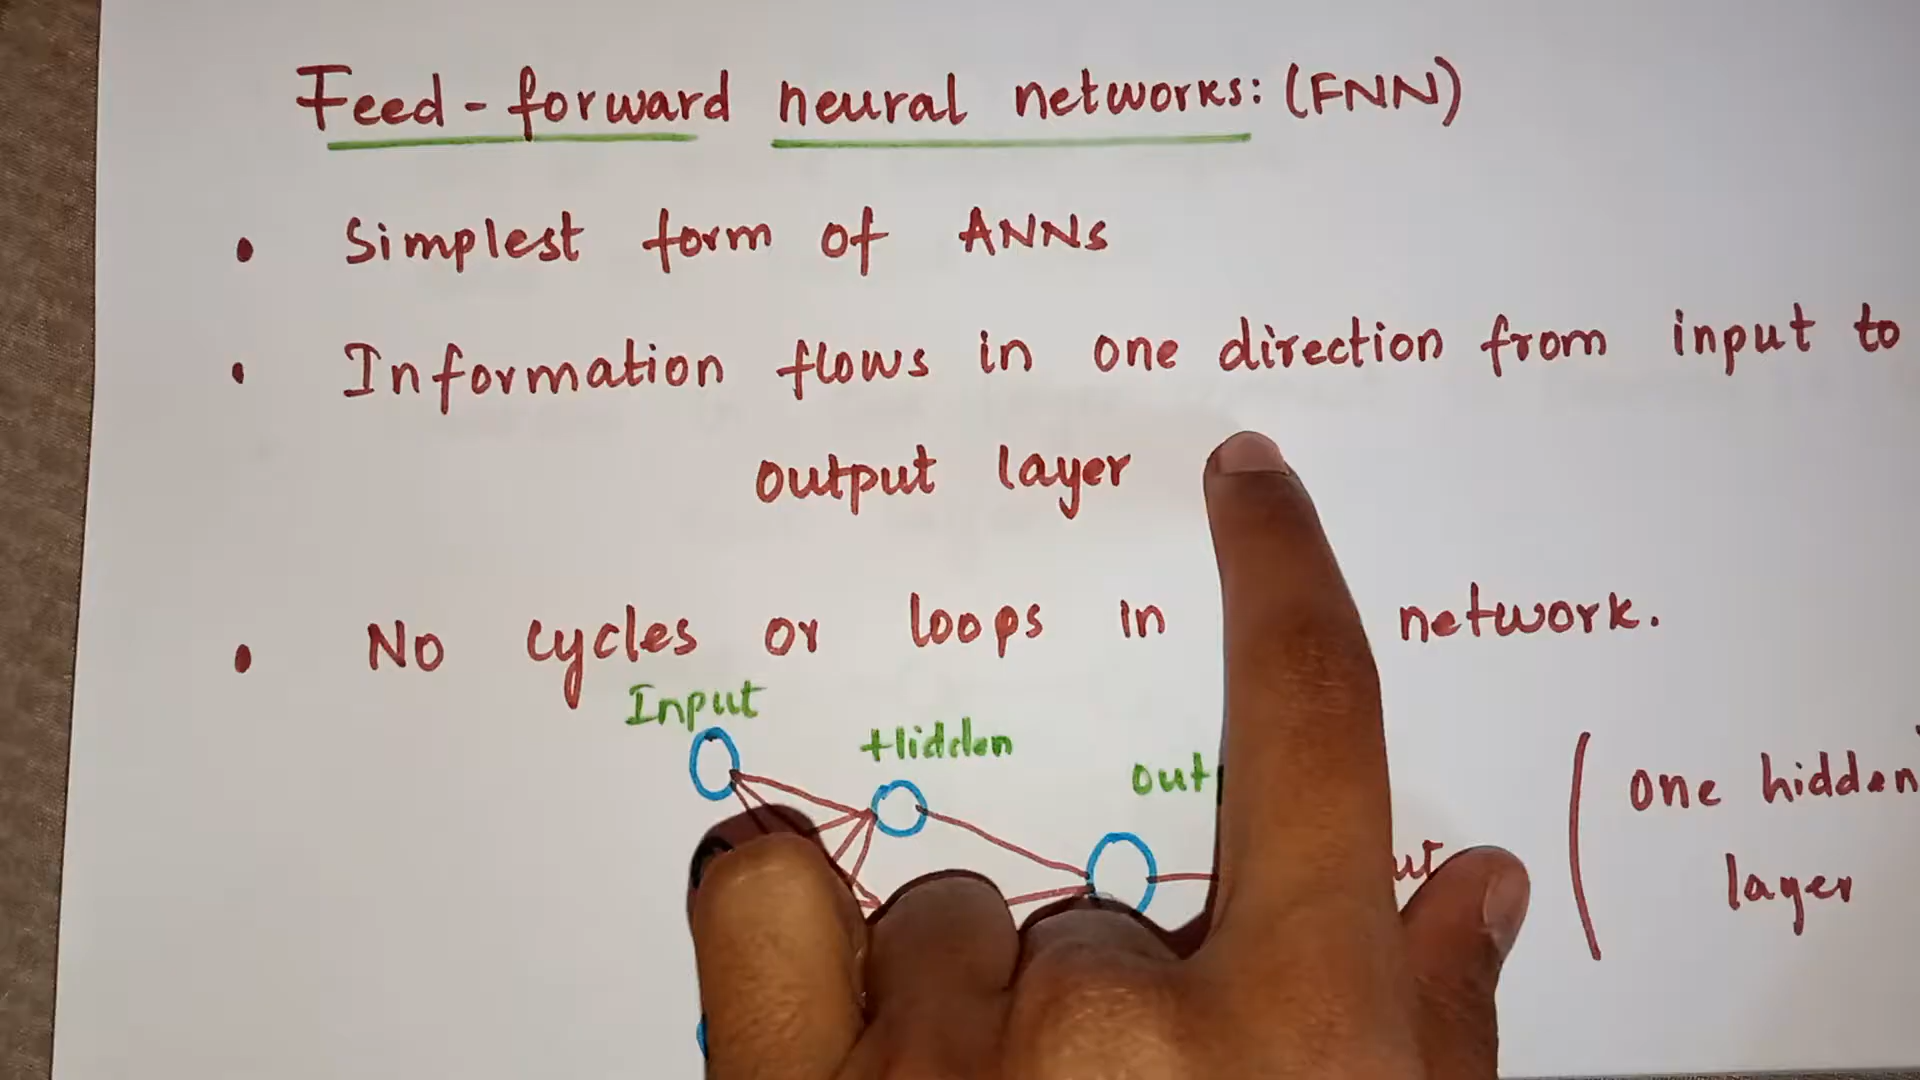 Feed-forward neural networks: (FNN)
• Simplest form of ANNs
• Information flows in one direction from input to
output layer
• No cycles or loops in network.
Input
Hidden
out
(one hidden
layer